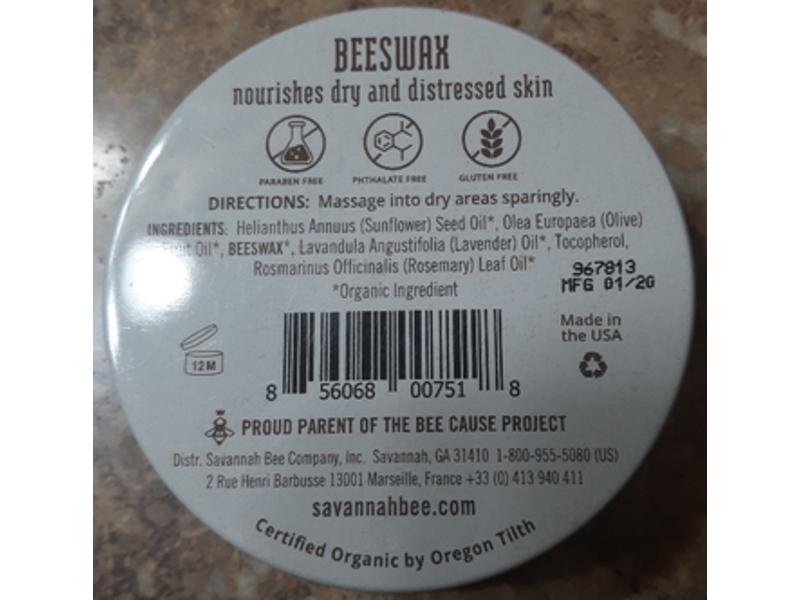 BEESWAX
nourishes dry and distressed skin
PARABEN FREE
PHTHALATE FREE
GLUTEN FREE
DIRECTIONS: Massage into dry areas sparingly.
INGREDIENTS: Helianthus Annuus (Sunflower) Seed Oil*, Olea Europaea (Olive)
Fruit Oil*, BEESWAX*, Lavandula Angustifolia (Lavender) Oil*, Tocopherol,
Rosmarinus Officinalis (Rosemary) Leaf Oil*
*Organic Ingredient
967813
MFG 01/20
Made in
the USA
12M
8 56068 00751 8
PROUD PARENT OF THE BEE CAUSE PROJECT
Distr. Savannah Bee Company, Inc. Savannah, GA 31410 1-800-955-5080 (US)
2 Rue Henri Barbusse 13001 Marseille, France +33 (0) 413 940 411
savannahbee.com
Certified Organic by Oregon Tilth